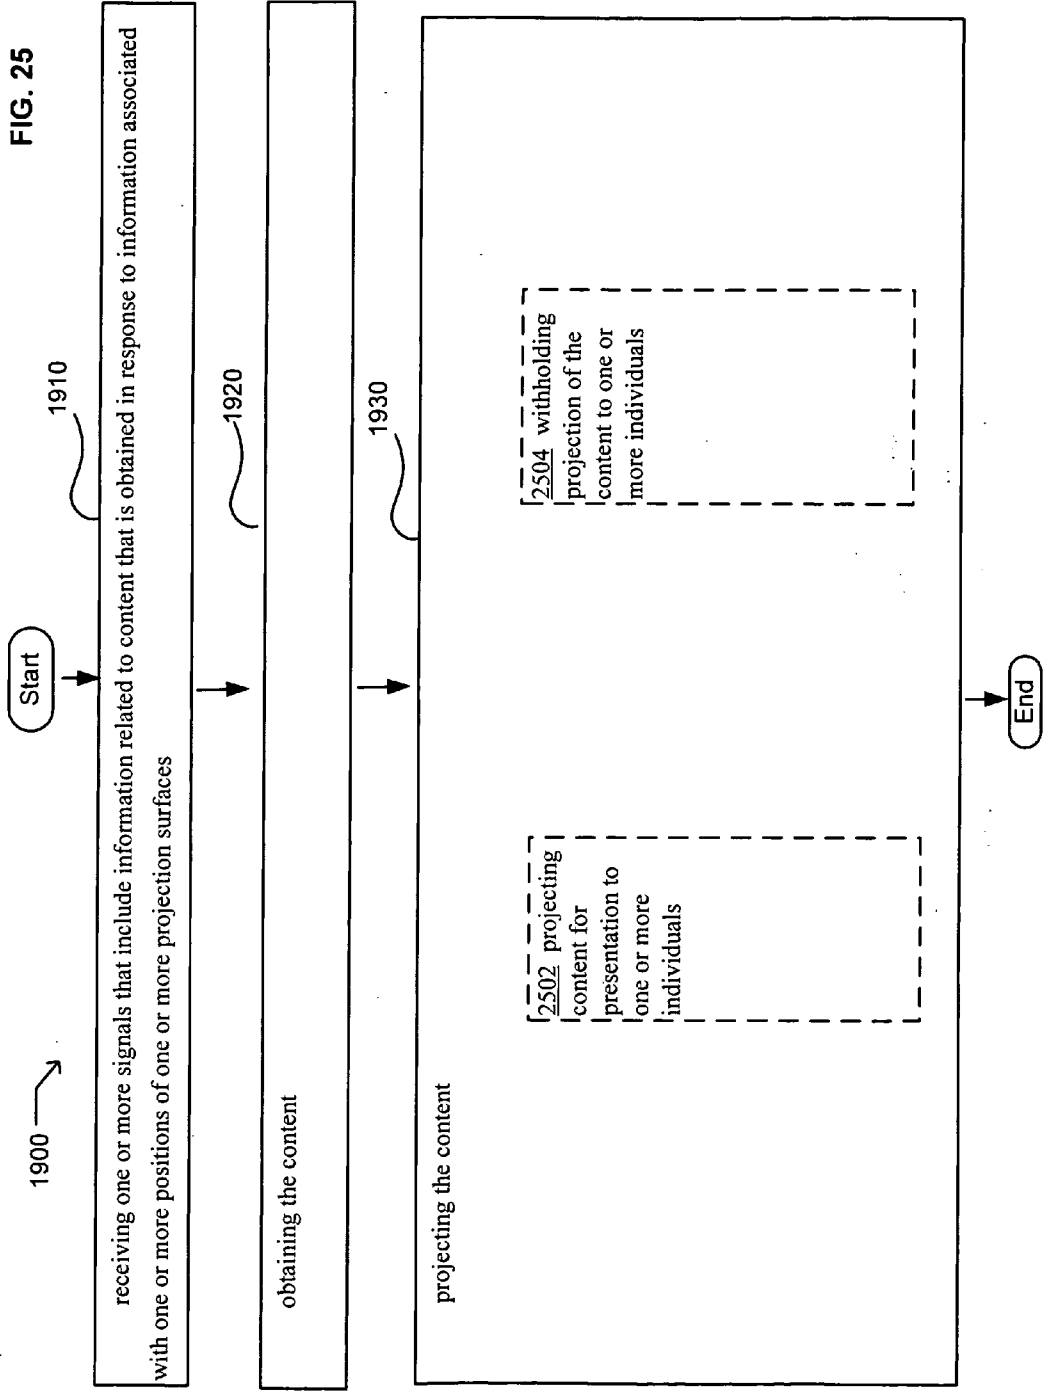 FIG. 25
1900
Start
1910
receiving one or more signals that include information related to content that is obtained in response to information associated
with one or more positions of one or more projection surfaces
1920
obtaining the content
1930
projecting the content
2502 projecting
content for
presentation to
one or more
individuals
2504 withholding
projection of the
content to one or
more individuals
End